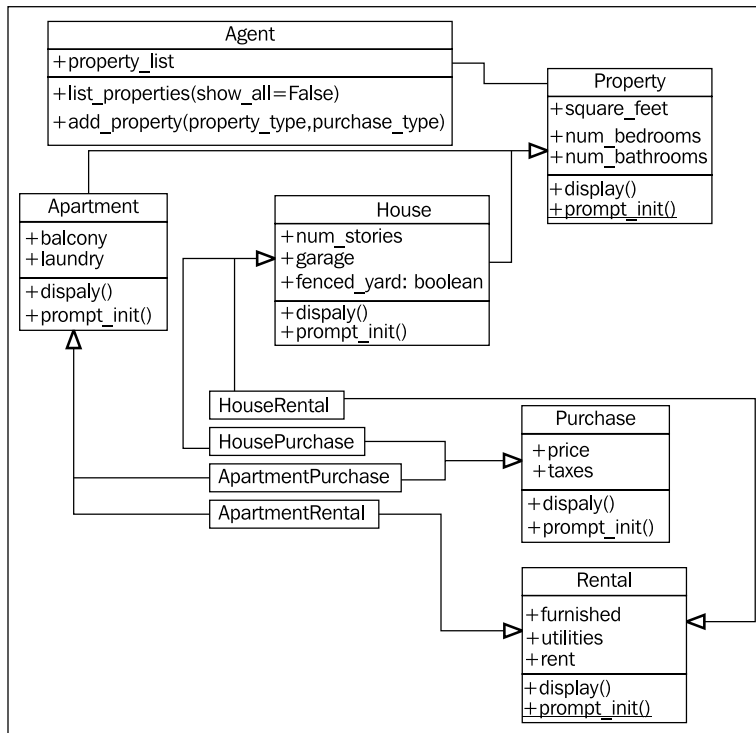 Agent
+property_list
+list_properties(show_all=False)
+add_property(property_type,purchase_type)
Property
+square_feet
+num_bedrooms
+num_bathrooms
+display()
+prompt_init()
Apartment
+balcony
+laundry
+dispaly()
+prompt_init()
House
+num_stories
+garage
+fenced_yard: boolean
+dispaly()
+prompt_init()
HouseRental
HousePurchase
ApartmentPurchase
ApartmentRental
Purchase
+price
+taxes
+dispaly()
+prompt_init()
Rental
+furnished
+utilities
+rent
+display()
+prompt_init()